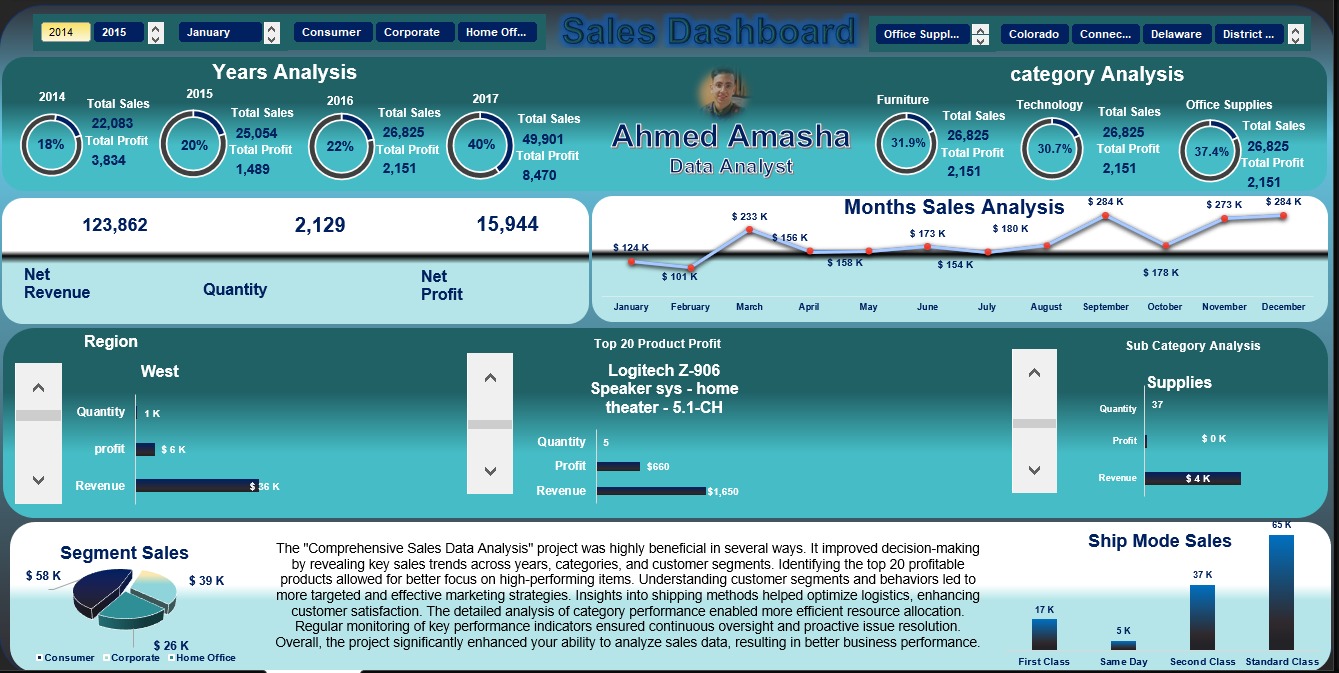 2014
2015
January
Consumer
Corporate
Home Off...
Sales Dashboard
Office Suppl...
Colorado
Connec...
Delaware
District ...
Years Analysis
2014
18%
Total Sales
22,083
Total Profit
3,834
2015
20%
Total Sales
25,054
Total Profit
1,489
2016
22%
Total Sales
26,825
Total Profit
2,151
2017
40%
Total Sales
49,901
Total Profit
8,470
Ahmed Amasha
Data Analyst
category Analysis
Furniture
31.9%
Total Sales
26,825
Total Profit
2,151
Technology
30.7%
Total Sales
26,825
Total Profit
2,151
Office Supplies
37.4%
Total Sales
26,825
Total Profit
2,151
123,862
2,129
15,944
Net
Revenue
Quantity
Net
Profit
Months Sales Analysis
$ 124 K
$ 101 K
$ 233 K
$ 156 K
$ 158 K
$ 173 K
$ 154 K
$ 180 K
$ 284 K
$ 178 K
$ 273 K
$ 284 K
January
February
March
April
May
June
July
August
September
October
November
December
Region
West
Quantity
1 K
profit
$ 6 K
Revenue
$ 36 K
Top 20 Product Profit
Logitech Z-906
Speaker sys - home
theater - 5.1-CH
Quantity
5
Profit
$660
Revenue
$1,650
Sub Category Analysis
Supplies
Quantity
37
Profit
$ 0 K
Revenue
$ 4 K
Segment Sales
$ 58 K
$ 39 K
$ 26 K
Consumer
Corporate
Home Office
The "Comprehensive Sales Data Analysis" project was highly beneficial in several ways. It improved decision-making
by revealing key sales trends across years, categories, and customer segments. Identifying the top 20 profitable
products allowed for better focus on high-performing items. Understanding customer segments and behaviors led to
more targeted and effective marketing strategies. Insights into shipping methods helped optimize logistics, enhancing
customer satisfaction. The detailed analysis of category performance enabled more efficient resource allocation.
Regular monitoring of key performance indicators ensured continuous oversight and proactive issue resolution.
Overall, the project significantly enhanced your ability to analyze sales data, resulting in better business performance.
Ship Mode Sales
17 K
5 K
37 K
65 K
First Class
Same Day
Second Class
Standard Class